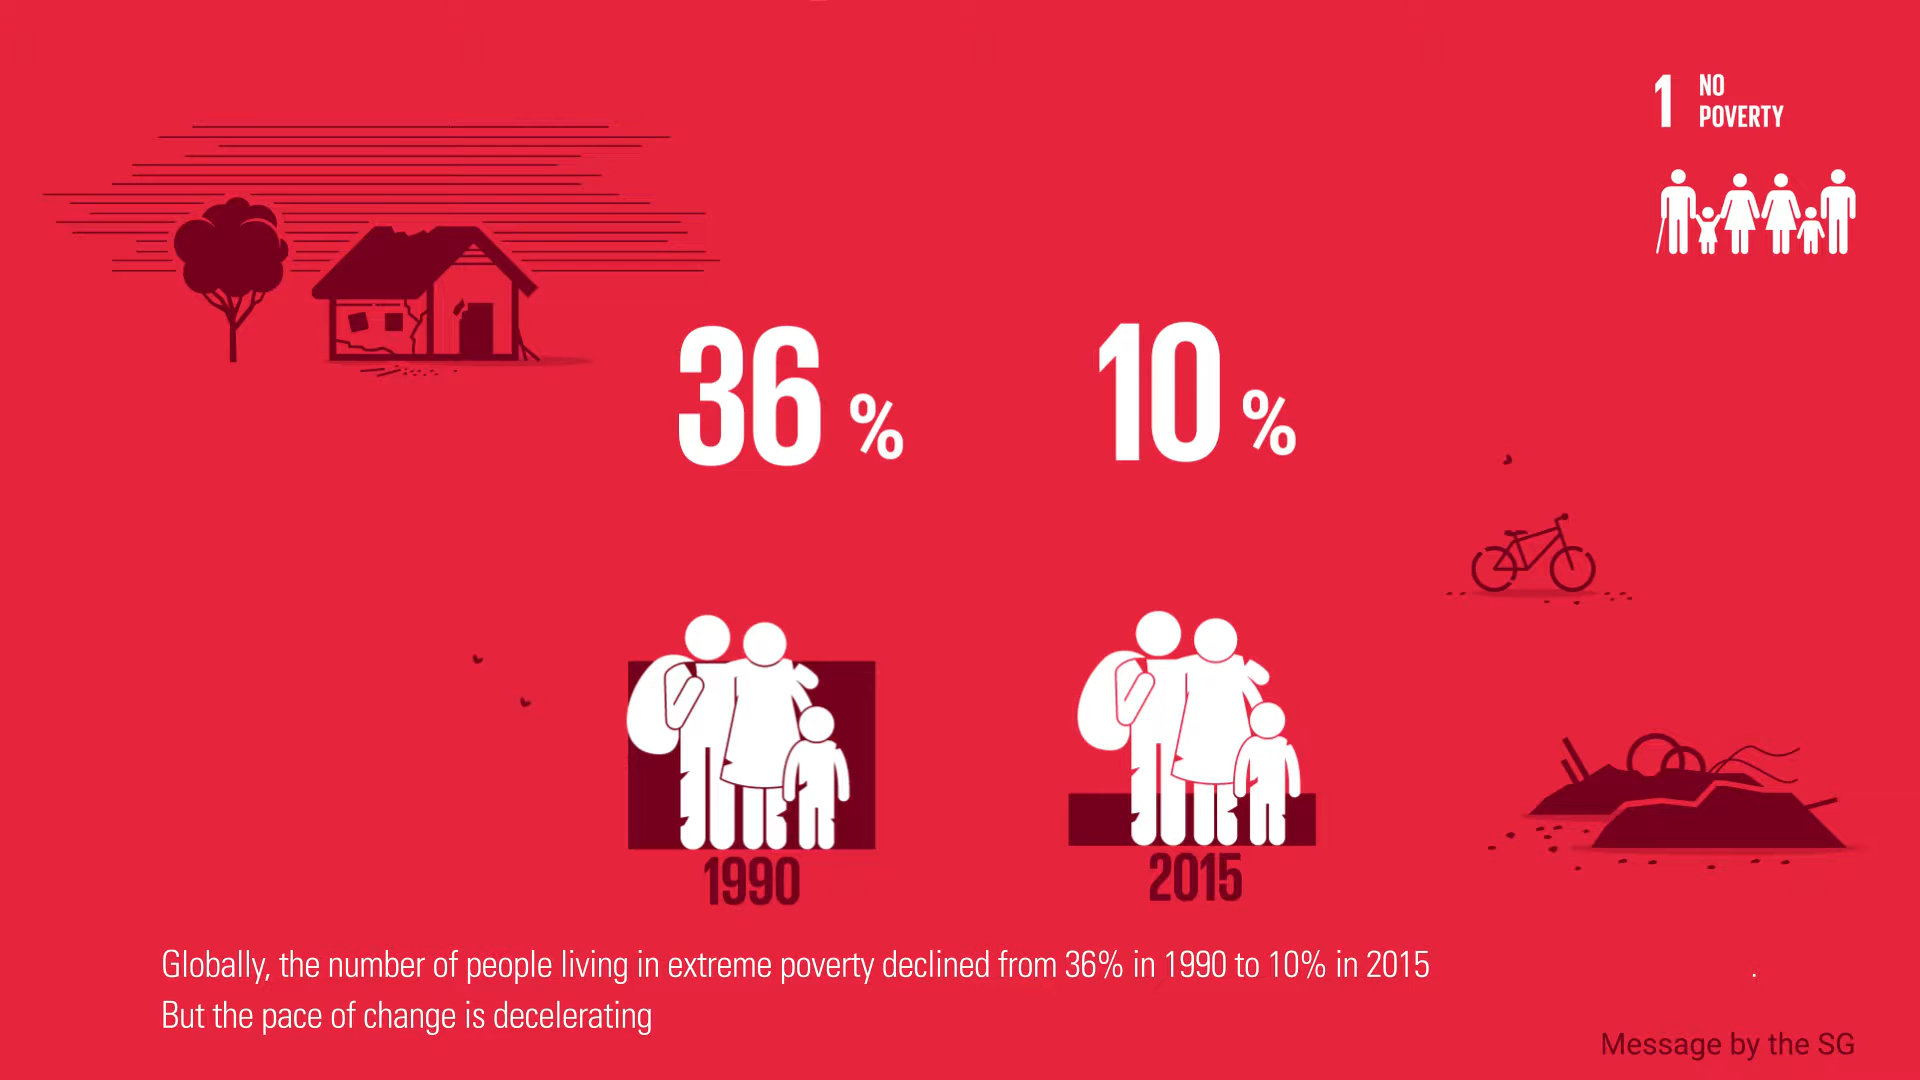 1 NO
POVERTY
36 %
10 %
1990
2015
Globally, the number of people living in extreme poverty declined from 36% in 1990 to 10% in 2015 .
But the pace of change is decelerating
Message by the SG